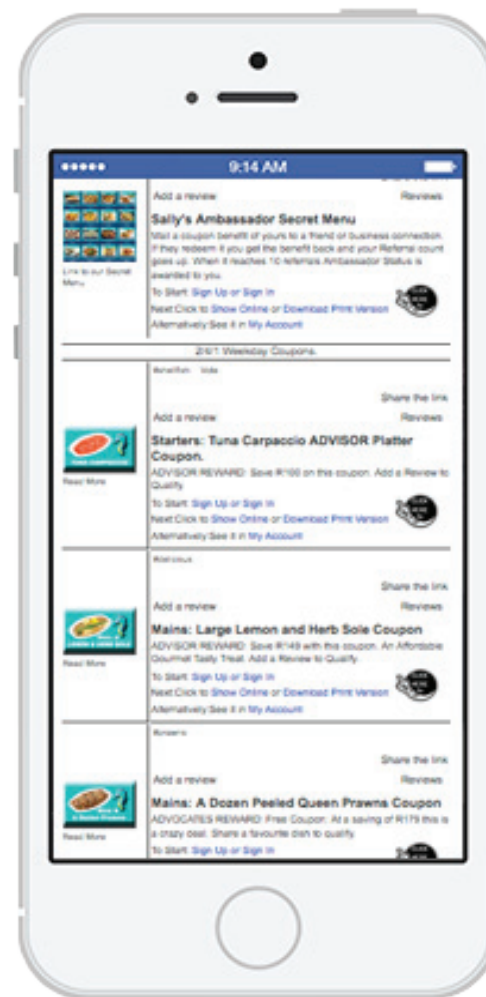 9:14 AM
Add a review Reviews
Sally's Ambassador Secret Menu
Mail a coupon benefit of yours to a friend or business connection.
If they redeem it you get the benefit back and your Referral count
goes up. When it reaches 10 referrals Ambassador Status is
awarded to you.
Link to our Secret
Menu
To Start: Sign Up or Sign In
Next Click to Show Online or Download Print Version
Alternatively See it in My Account
2/4/1 Weekday Coupons.
Share the link
Add a review Reviews
Starters: Tuna Carpaccio ADVISOR Platter
Coupon.
TUNA CARPACCIO
Read More
ADVISOR REWARD: Save R100 on this coupon. Add a Review to
Qualify.
To Start: Sign Up or Sign In
Next Click to Show Online or Download Print Version
Alternatively See it in My Account
Share the link
Add a review Reviews
Mains: Large Lemon and Herb Sole Coupon
LEMON & HERB SOLE
Read More
ADVISOR REWARD: Save R149 with this coupon. An Affordable
Gourmet Tasty Treat. Add a Review to Qualify.
To Start: Sign Up or Sign In
Next Click to Show Online or Download Print Version
Alternatively See it in My Account
Share the link
Add a review Reviews
Mains: A Dozen Peeled Queen Prawns Coupon
A Dozen Prawns
Read More
ADVOCATES REWARD: Free Coupon. At a saving of R179 this is
a crazy deal. Share a favourite dish to qualify.
To Start: Sign Up or Sign In